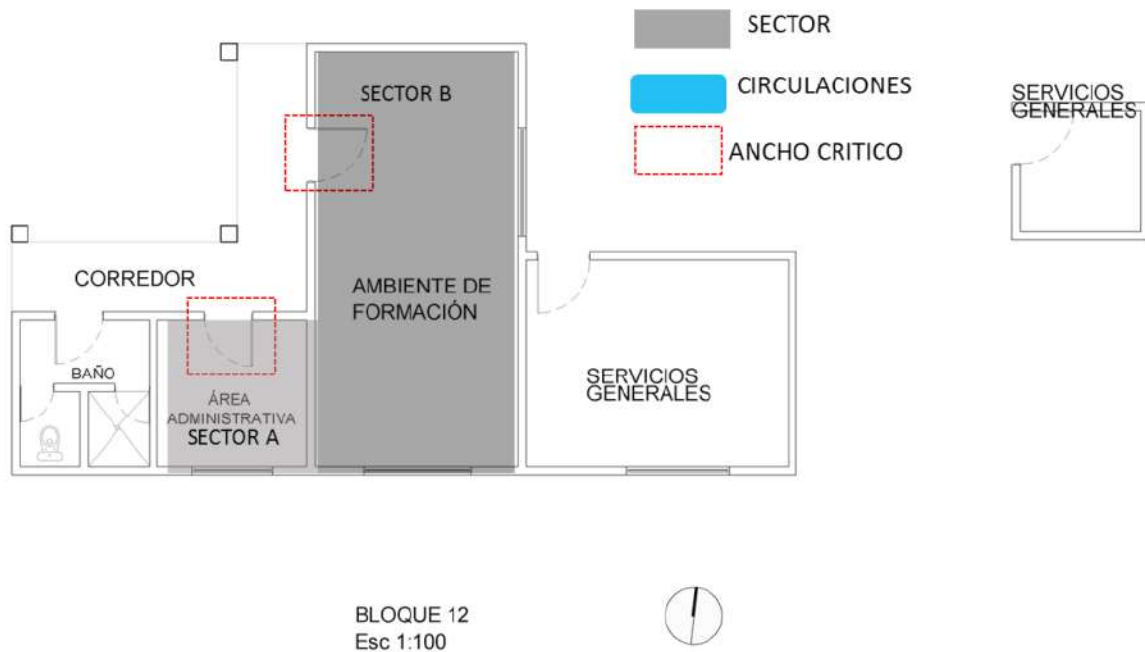 SECTOR
CIRCULACIONES
ANCHO CRITICO
SECTOR B
SERVICIOS
GENERALES
CORREDOR
AMBIENTE DE
FORMACIÓN
BAÑO
ÁREA
ADMINISTRATIVA
SECTOR A
SERVICIOS
GENERALES
BLOQUE 12
Esc 1:100